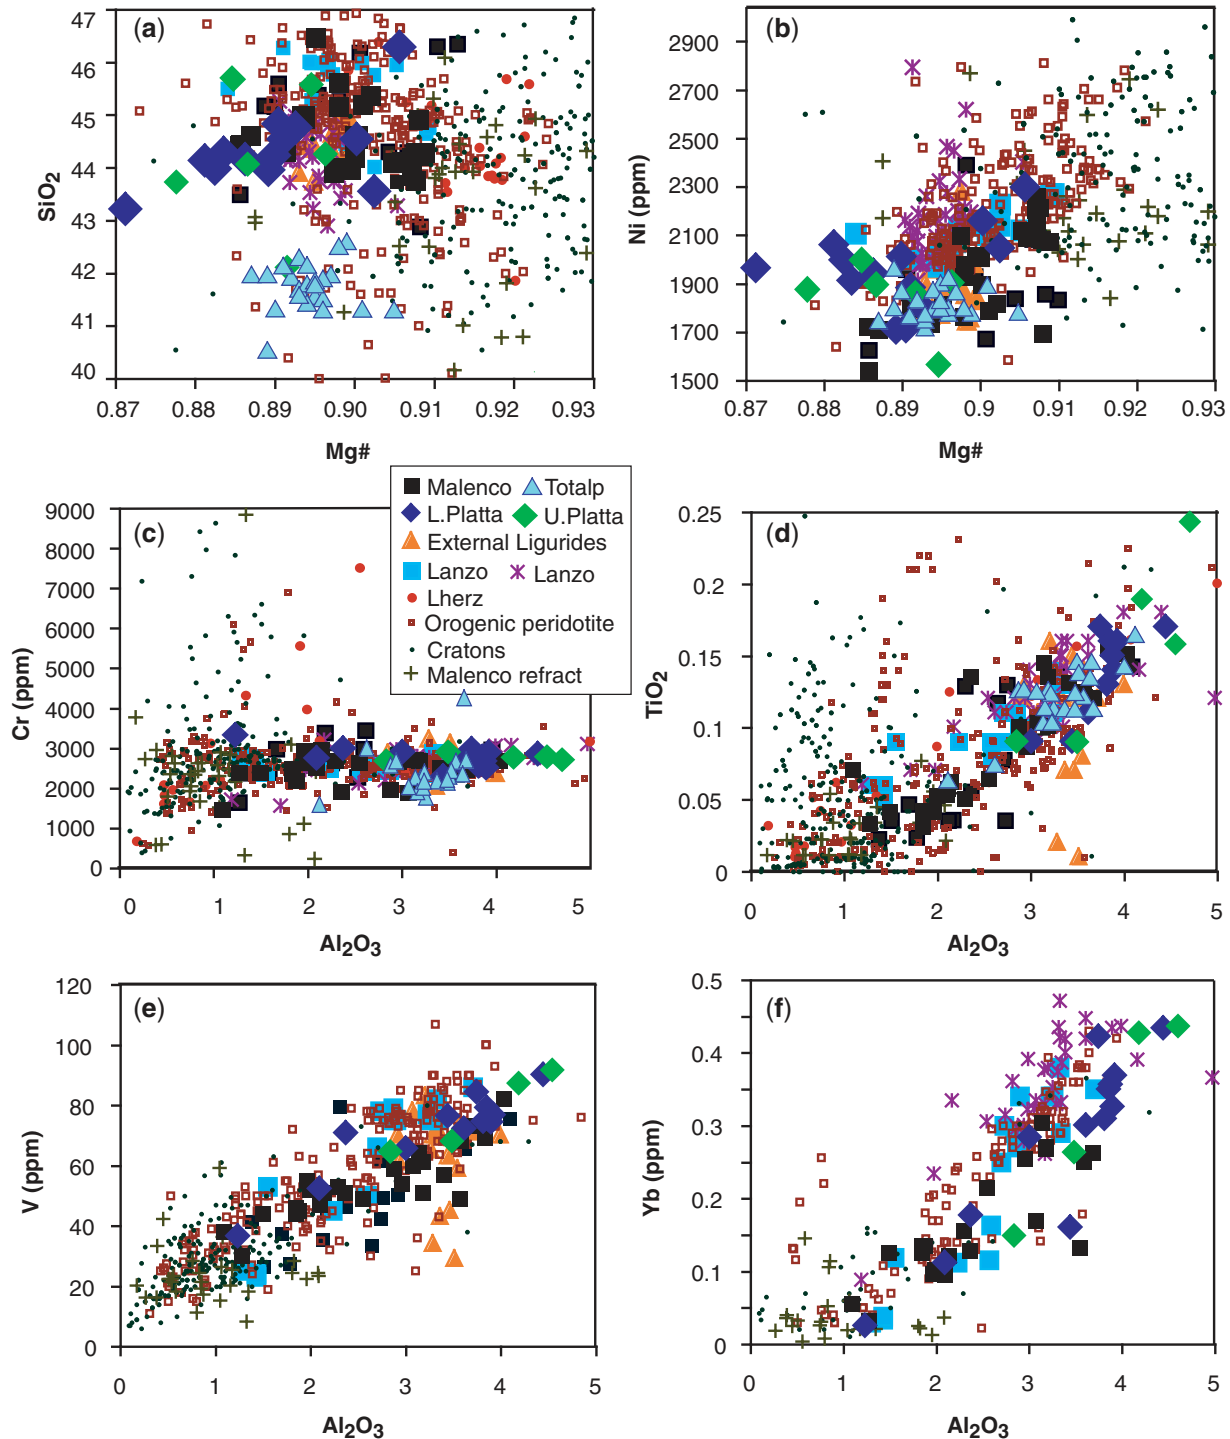 (a)
47
46
45
44
43
42
41
40
SiO2
0.87 0.88 0.89 0.90 0.91 0.92 0.93
Mg#
(b)
2900
2700
2500
2300
2100
1900
1700
1500
Ni (ppm)
0.87 0.88 0.89 0.9 0.91 0.92 0.93
Mg#
Malenco Totalp
L.Platta U.Platta
External Ligurides
Lanzo Lanzo
Lherz
Orogenic peridotite
Cratons
Malenco refract
(c)
9000
8000
7000
6000
5000
4000
3000
2000
1000
0
Cr (ppm)
0 1 2 3 4 5
Al2O3
(d)
0.25
0.20
0.15
0.10
0.05
0
TiO2
0 1 2 3 4 5
Al2O3
(e)
120
100
80
60
40
20
0
V (ppm)
0 1 2 3 4 5
Al2O3
(f)
0.5
0.4
0.3
0.2
0.1
0
Yb (ppm)
0 1 2 3 4 5
Al2O3